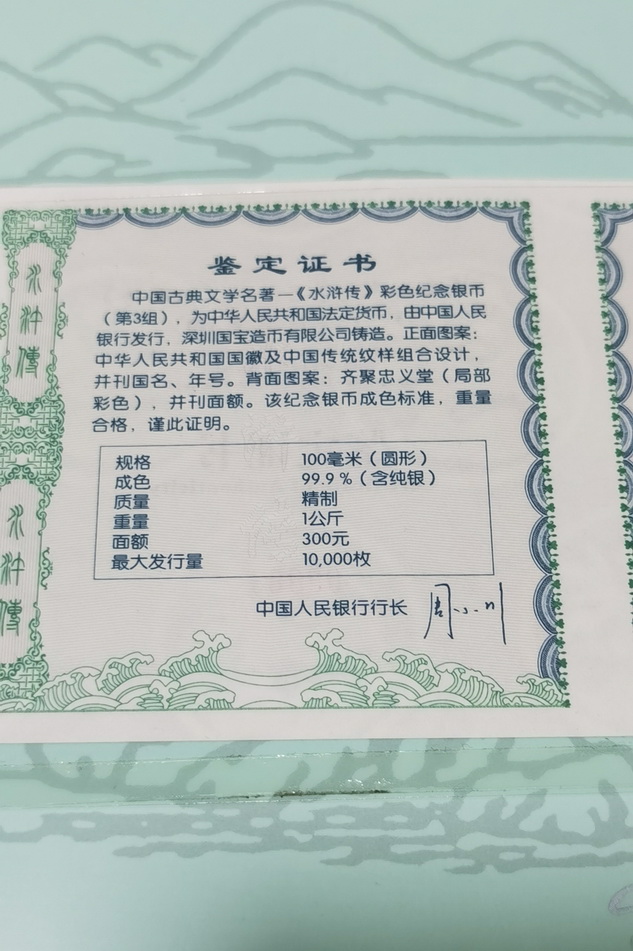 鉴定证书
中国古典文学名著—《水浒传》彩色纪念银币
（第3组），为中华人民共和国法定货币，由中国人民
银行发行，深圳国宝造币有限公司铸造。正面图案：
中华人民共和国国徽及中国传统纹样组合设计，
并刊国名、年号。背面图案：齐聚忠义堂（局部
彩色），并刊面额。该纪念银币成色标准，重量
合格，谨此证明。
规格 100毫米（圆形）
成色 99.9％（含纯银）
质量 精制
重量 1公斤
面额 300元
最大发行量 10,000枚
中国人民银行行长 周小川
水浒傳
水浒傳